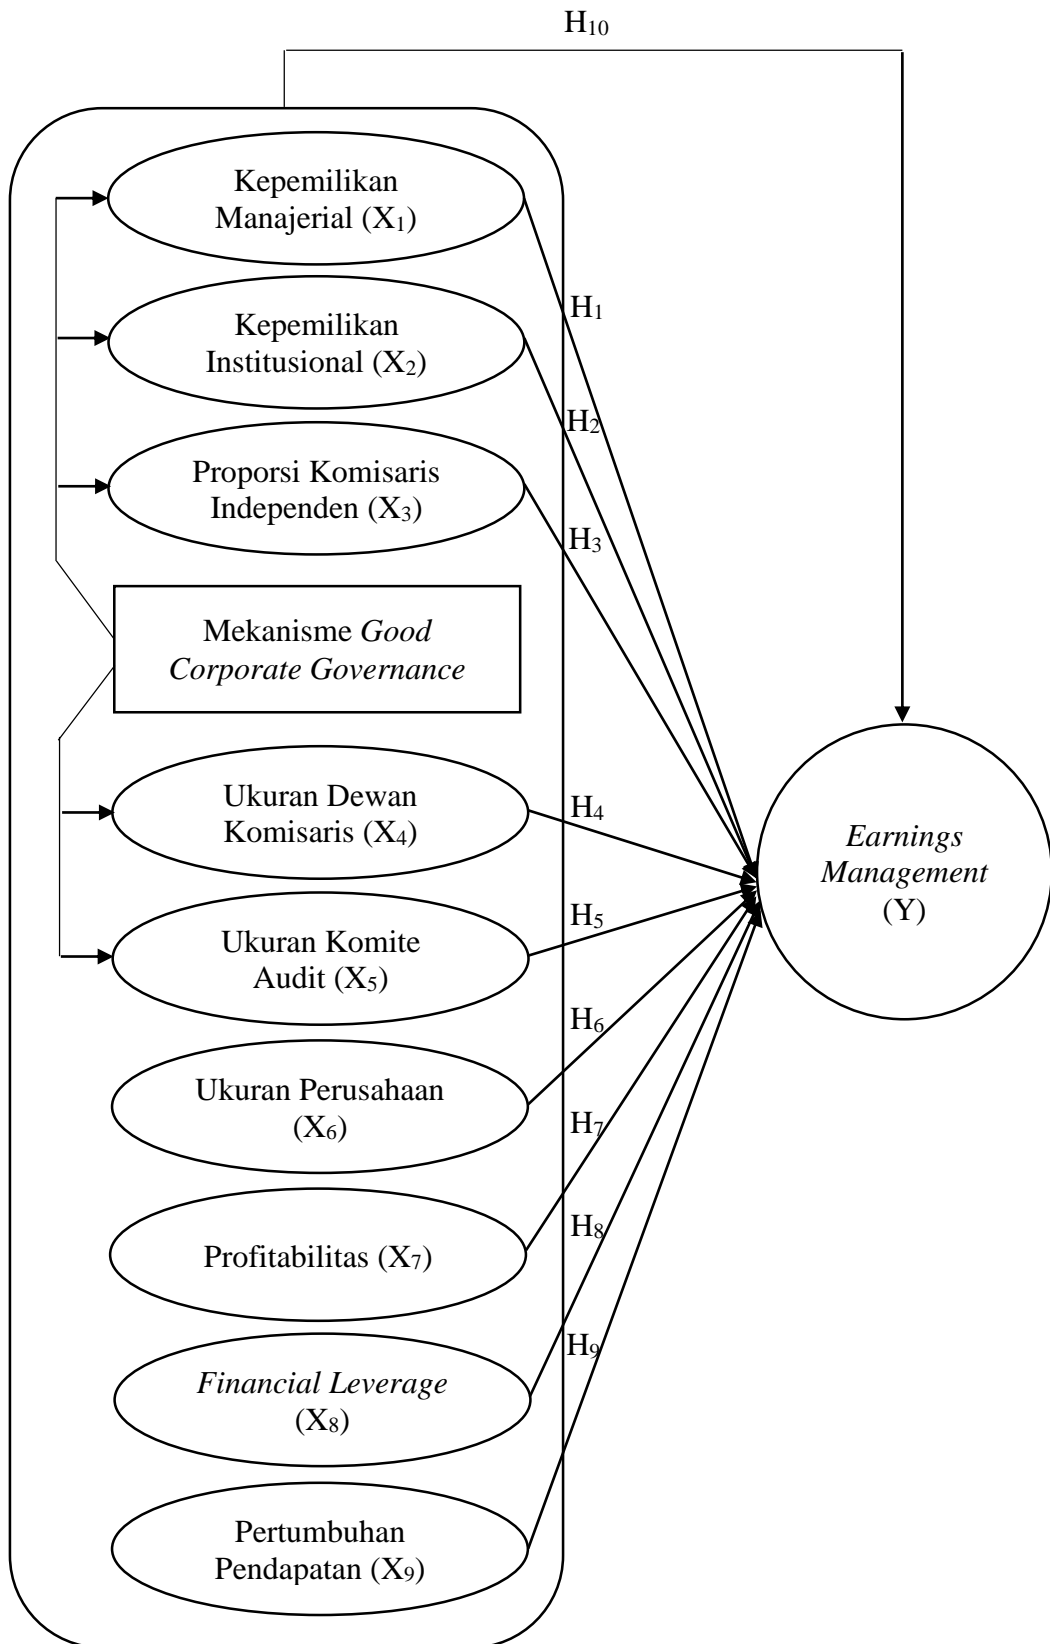 H₁₀
Kepemilikan
Manajerial (X₁)
H₁
Kepemilikan
Institusional (X₂)
H₂
Proporsi Komisaris
Independen (X₃)
H₃
Mekanisme Good
Corporate Governance
Ukuran Dewan
Komisaris (X₄)
H₄
Earnings
Management
(Y)
Ukuran Komite
Audit (X₅)
H₅
H₆
Ukuran Perusahaan
(X₆)
H₇
Profitabilitas (X₇)
H₈
H₉
Financial Leverage
(X₈)
Pertumbuhan
Pendapatan (X₉)